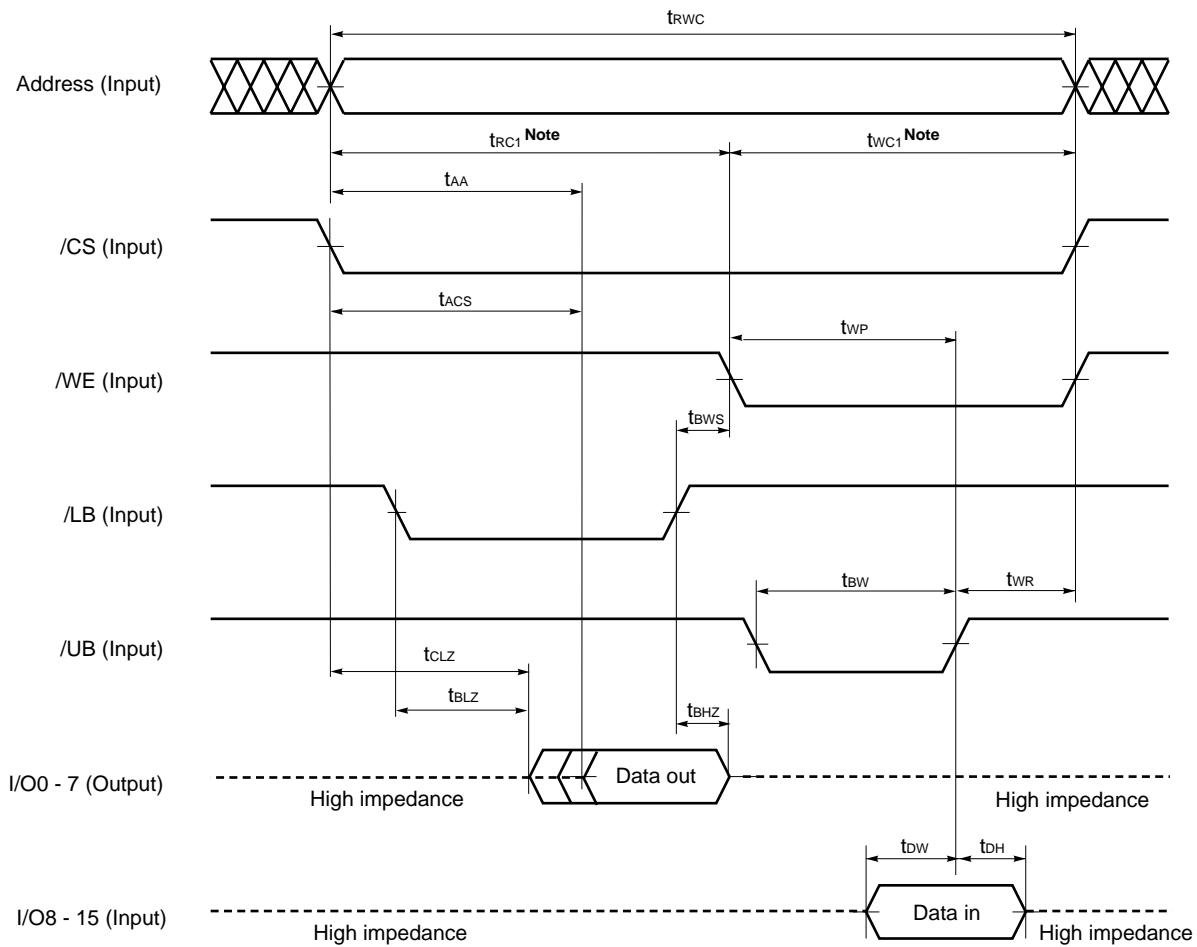 tRWC
Address (Input)
tRC1 Note
tWC1 Note
tAA
/CS (Input)
tACS
tWP
/WE (Input)
tBWS
/LB (Input)
tBW
tWR
/UB (Input)
tCLZ
tBLZ
tBHZ
I/O0 - 7 (Output)
Data out
High impedance
High impedance
tDW
tDH
I/O8 - 15 (Input)
Data in
High impedance
High impedance